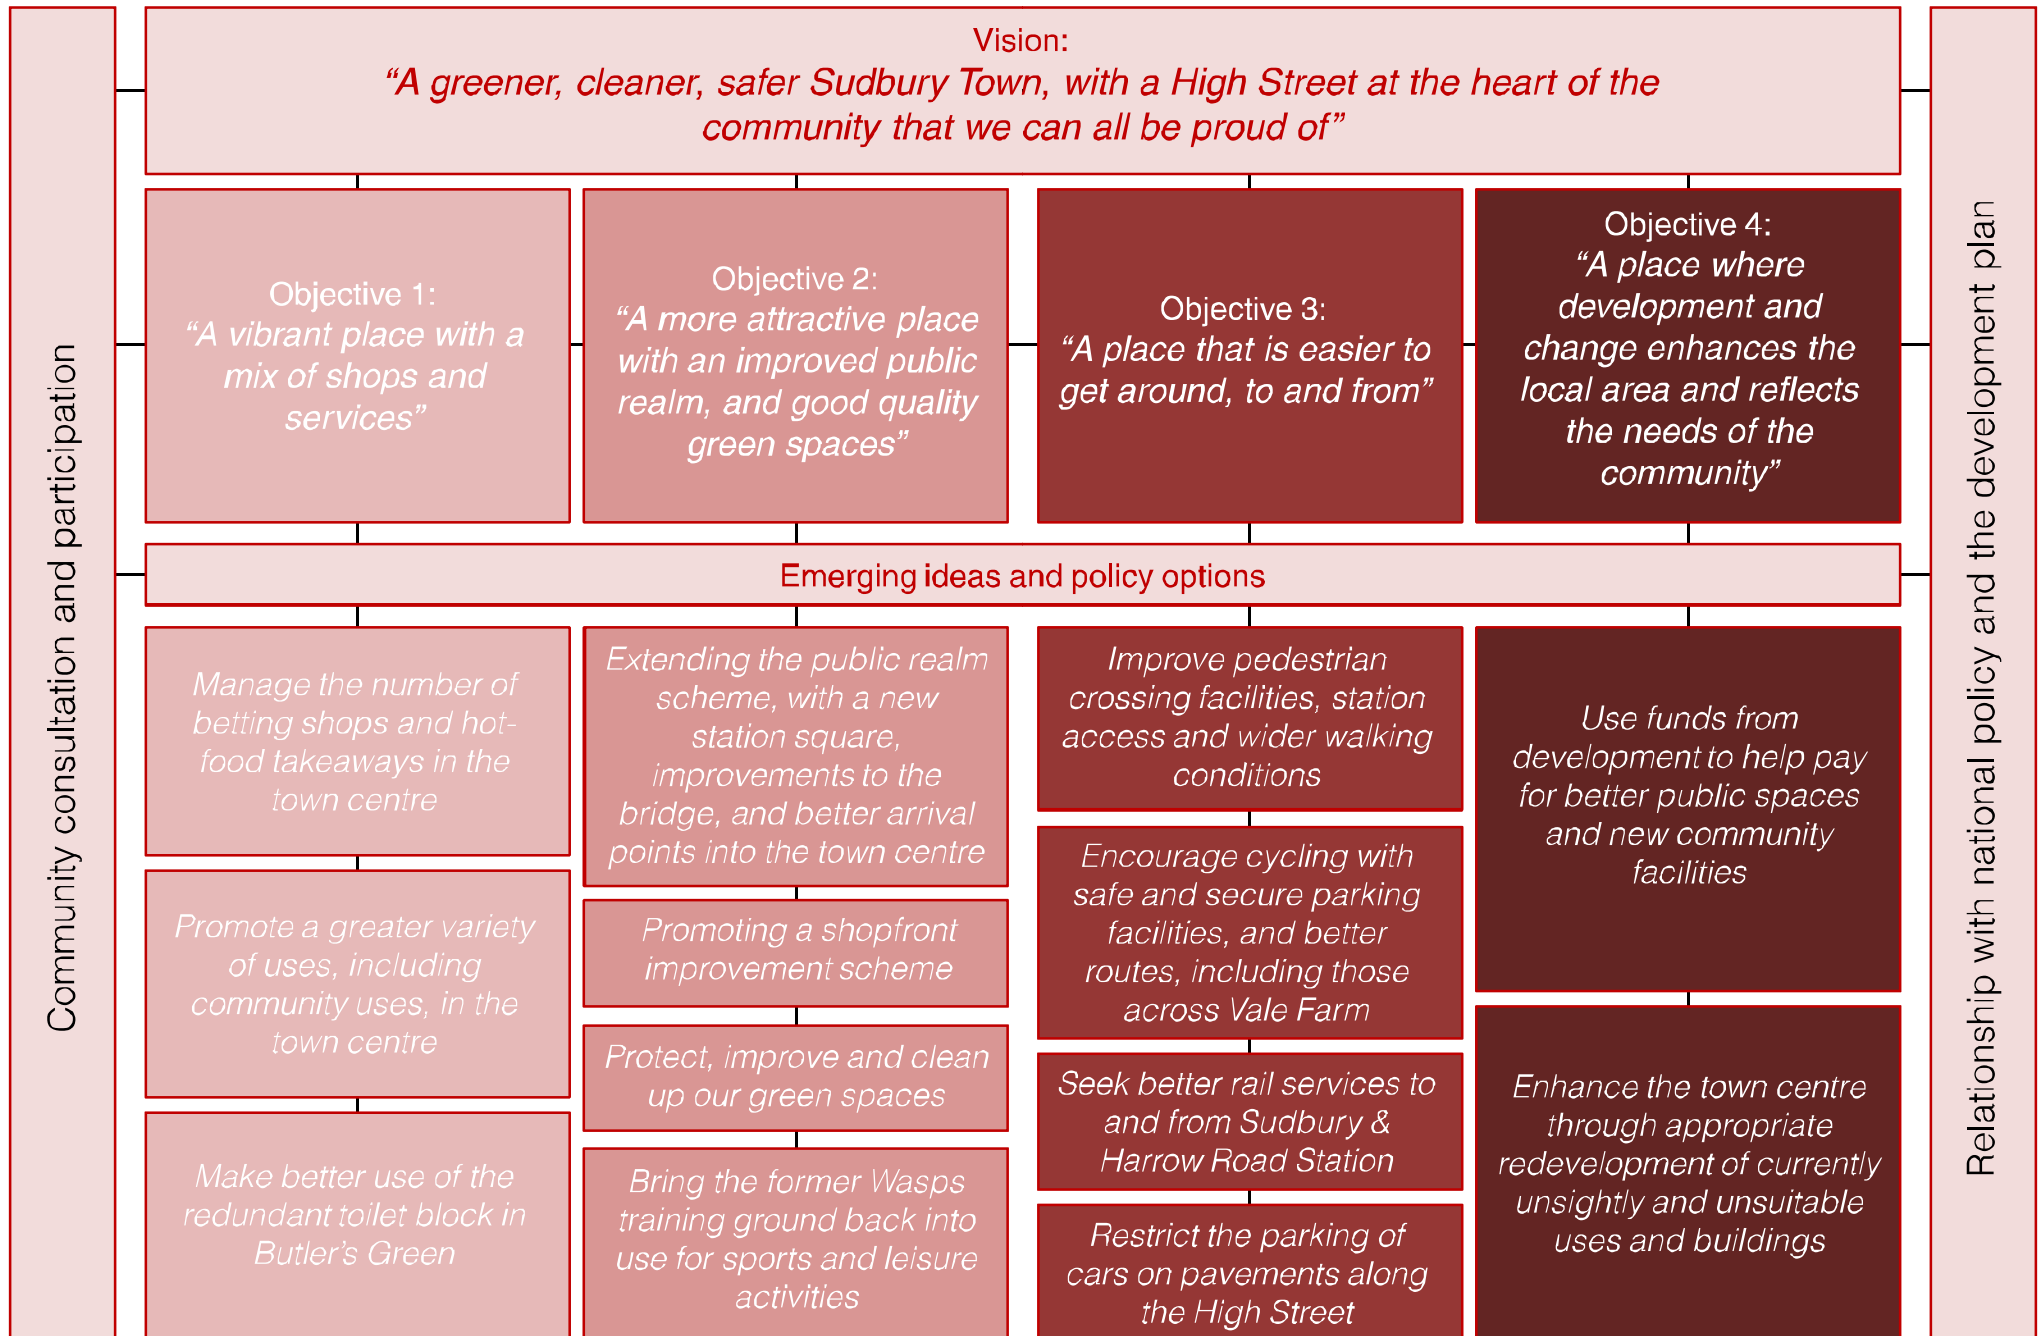 Community consultation and participation
Vision:
“A greener, cleaner, safer Sudbury Town, with a High Street at the heart of the
community that we can all be proud of”
Objective 1:
“A vibrant place with a
mix of shops and
services”
Objective 2:
“A more attractive place
with an improved public
realm, and good quality
green spaces”
Objective 3:
“A place that is easier to
get around, to and from”
Objective 4:
“A place where
development and
change enhances the
local area and reflects
the needs of the
community”
Emerging ideas and policy options
Manage the number of
betting shops and hot-
food takeaways in the
town centre
Promote a greater variety
of uses, including
community uses, in the
town centre
Make better use of the
redundant toilet block in
Butler’s Green
Extending the public realm
scheme, with a new
station square,
improvements to the
bridge, and better arrival
points into the town centre
Promoting a shopfront
improvement scheme
Protect, improve and clean
up our green spaces
Bring the former Wasps
training ground back into
use for sports and leisure
activities
Improve pedestrian
crossing facilities, station
access and wider walking
conditions
Encourage cycling with
safe and secure parking
facilities, and better
routes, including those
across Vale Farm
Seek better rail services to
and from Sudbury &
Harrow Road Station
Restrict the parking of
cars on pavements along
the High Street
Use funds from
development to help pay
for better public spaces
and new community
facilities
Enhance the town centre
through appropriate
redevelopment of currently
unsightly and unsuitable
uses and buildings
Relationship with national policy and the development plan